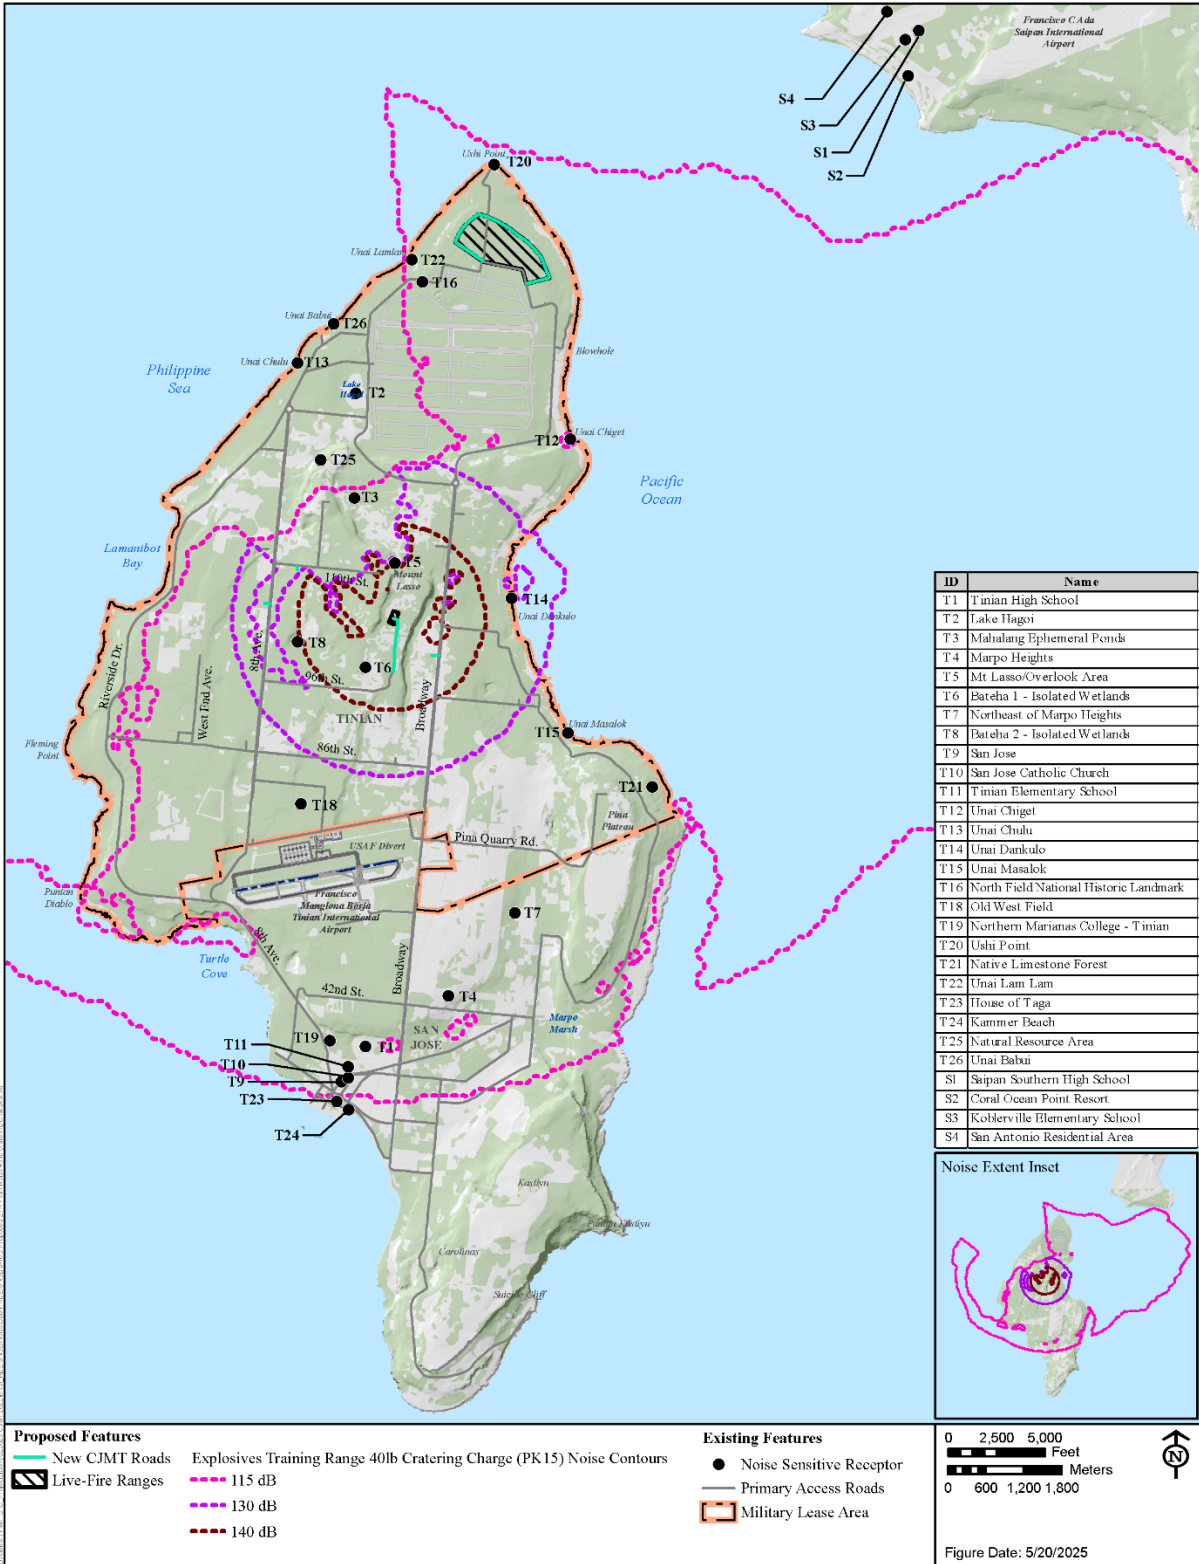 Francisco C Ada
Saipan International
Airport
S4
S3
S1
S2
Ushi Point
T20
Unai Lamlam
T22
T16
Unai Babui
T26
Unai Chulu
T13
Blowhole
Philippine
Sea
Lake
T2
T12
Unai Chiget
T25
Pacific
Ocean
T3
Lamanibot
Bay
T5
110th St.
Mount
Lasso
T14
Unai Dankulo
T8
8th Ave.
T6
96th St.
Riverside Dr.
West End Ave.
Broadway
TINIAN
Unai Masalok
T15
Fleming
Point
86th St.
T21
T18
Pina
Plateau
Pina Quarry Rd.
USAF Divert
Puntan
Diablo
Francisco
Manglona Borja
Tinian International
Airport
T7
8th Ave.
Turtle
Cove
Broadway
42nd St.
T4
Marpo
Marsh
SAN
JOSE
T19
T1
T11
T10
T9
T23
T24
Kastiyu
Puntan Kastiyu
Carolinas
Suicide Cliff
ID Name
T1 Tinian High School
T2 Lake Hagoi
T3 Mahalang Ephemeral Ponds
T4 Marpo Heights
T5 Mt Lasso/Overlook Area
T6 Bateha 1 - Isolated Wetlands
T7 Northeast of Marpo Heights
T8 Bateha 2 - Isolated Wetlands
T9 San Jose
T10 San Jose Catholic Church
T11 Tinian Elementary School
T12 Unai Chiget
T13 Unai Chulu
T14 Unai Dankulo
T15 Unai Masalok
T16 North Field National Historic Landmark
T18 Old West Field
T19 Northern Marianas College - Tinian
T20 Ushi Point
T21 Native Limestone Forest
T22 Unai Lam Lam
T23 House of Taga
T24 Kammer Beach
T25 Natural Resource Area
T26 Unai Babui
S1 Saipan Southern High School
S2 Coral Ocean Point Resort
S3 Koblerville Elementary School
S4 San Antonio Residential Area
Noise Extent Inset
Proposed Features
New CJMT Roads
Live-Fire Ranges
Explosives Training Range 40lb Cratering Charge (PK15) Noise Contours
115 dB
130 dB
140 dB
Existing Features
Noise Sensitive Receptor
Primary Access Roads
Military Lease Area
0 2,500 5,000
Feet
Meters
0 600 1,200 1,800
N
Figure Date: 5/20/2025